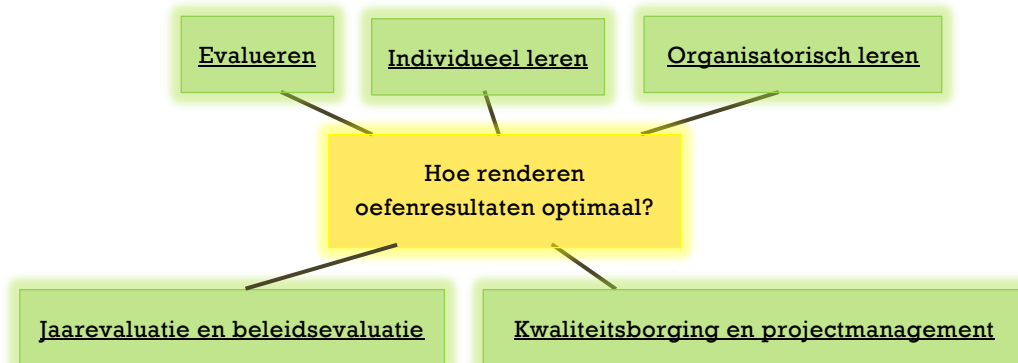 Evalueren
Individueel leren
Organisatorisch leren
Hoe renderen
oefenresultaten optimaal?
Jaarevaluatie en beleidsevaluatie
Kwaliteitsborging en projectmanagement